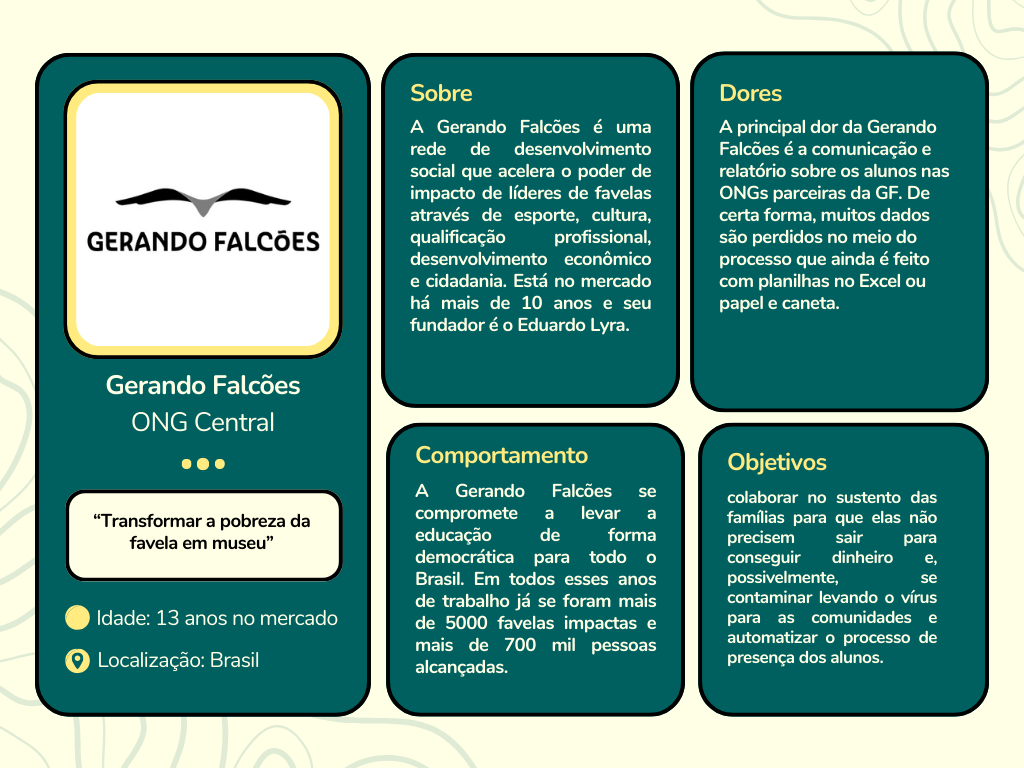 GERANDO FALCÕES
Gerando Falcões
ONG Central
“Transformar a pobreza da
favela em museu”
Idade: 13 anos no mercado
Localização: Brasil
Sobre
A Gerando Falcões é uma
rede de desenvolvimento
social que acelera o poder de
impacto de líderes de favelas
através de esporte, cultura,
qualificação profissional,
desenvolvimento econômico
e cidadania. Está no mercado
há mais de 10 anos e seu
fundador é o Eduardo Lyra.
Dores
A principal dor da Gerando
Falcões é a comunicação e
relatório sobre os alunos nas
ONGs parceiras da GF. De
certa forma, muitos dados
são perdidos no meio do
processo que ainda é feito
com planilhas no Excel ou
papel e caneta.
Comportamento
A Gerando Falcões se
compromete a levar a
educação de forma
democrática para todo o
Brasil. Em todos esses anos
de trabalho já se foram mais
de 5000 favelas impactas e
mais de 700 mil pessoas
alcançadas.
Objetivos
colaborar no sustento das
famílias para que elas não
precisem sair para
conseguir dinheiro e,
possivelmente, se
contaminar levando o vírus
para as comunidades e
automatizar o processo de
presença dos alunos.